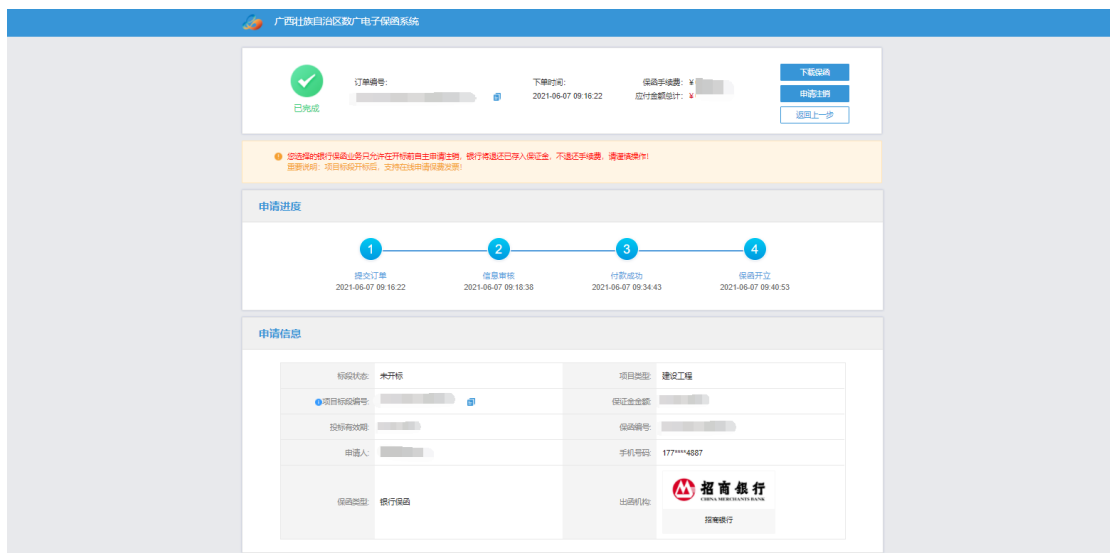 广西壮族自治区数广电子保函系统
已完成
订单编号:
下单时间:
2021-06-07 09:16:22
保函手续费: ¥
应付金额总计: ¥
下载保函
申请注销
返回上一步
您选择的银行保函业务只允许在开标前自主申请注销，银行将退还已存入保证金，不退还手续费，请谨慎操作!
重要说明：项目标段开标后，支持在线申请保费发票!
申请进度
1
2
3
4
提交订单
信息审核
付款成功
保函开立
2021-06-07 09:16:22
2021-06-07 09:18:38
2021-06-07 09:34:43
2021-06-07 09:40:53
申请信息
标段状态: 未开标
项目类型: 建设工程
项目标段编号:
保证金金额:
投标有效期:
保函编号:
申请人:
手机号码: 177****4887
保函类型: 银行保函
出函机构:
招商银行
CHINA MERCHANTS BANK
招商银行